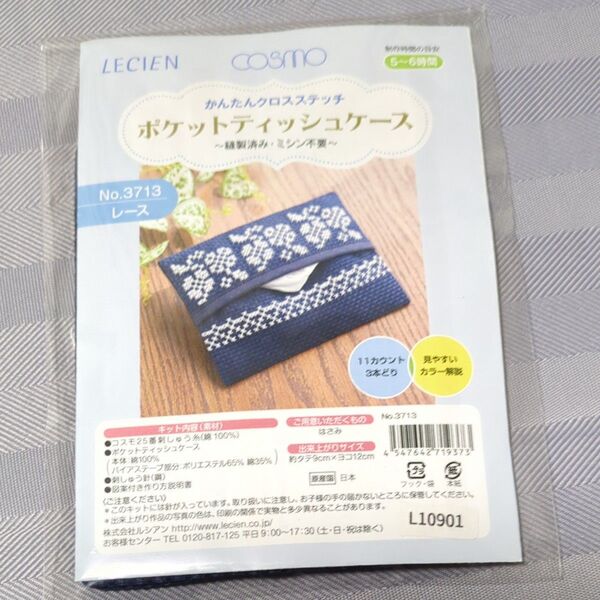 LECIEN
COSMO
制作時間の目安
5～6時間
かんたんクロスステッチ
ポケットティッシュケース
～縫製済み・ミシン不要～
No.3713
レース
11カウント
3本どり
見やすい
カラー解説
キット内容(素材)
●コスモ25番刺しゅう糸(綿100%)
●ポケットティッシュケース
本体 綿100%
(バイアステープ部分 ポリエステル65% 綿35%)
●刺しゅう針(鋼)
●図案付き作り方説明書
ご用意いただくもの
はさみ
出来上がりサイズ
約タテ9cm×ヨコ12cm
原産国 日本
No.3713
4 547642 719373
プラ
フック・袋
紙
本紙
〈ご注意ください〉
＊このキットには針が入っています。取り扱いに注意し、お子様の手の届かないところに保管してください。
＊出来上がり作品の写真の色は、印刷の関係で実物と多少異なる場合があります。
株式会社ルシアン http://www.lecien.co.jp/
お客様センター TEL 0120-817-125 平日 9:00～17:30 (土・日・祝は除く)
L10901